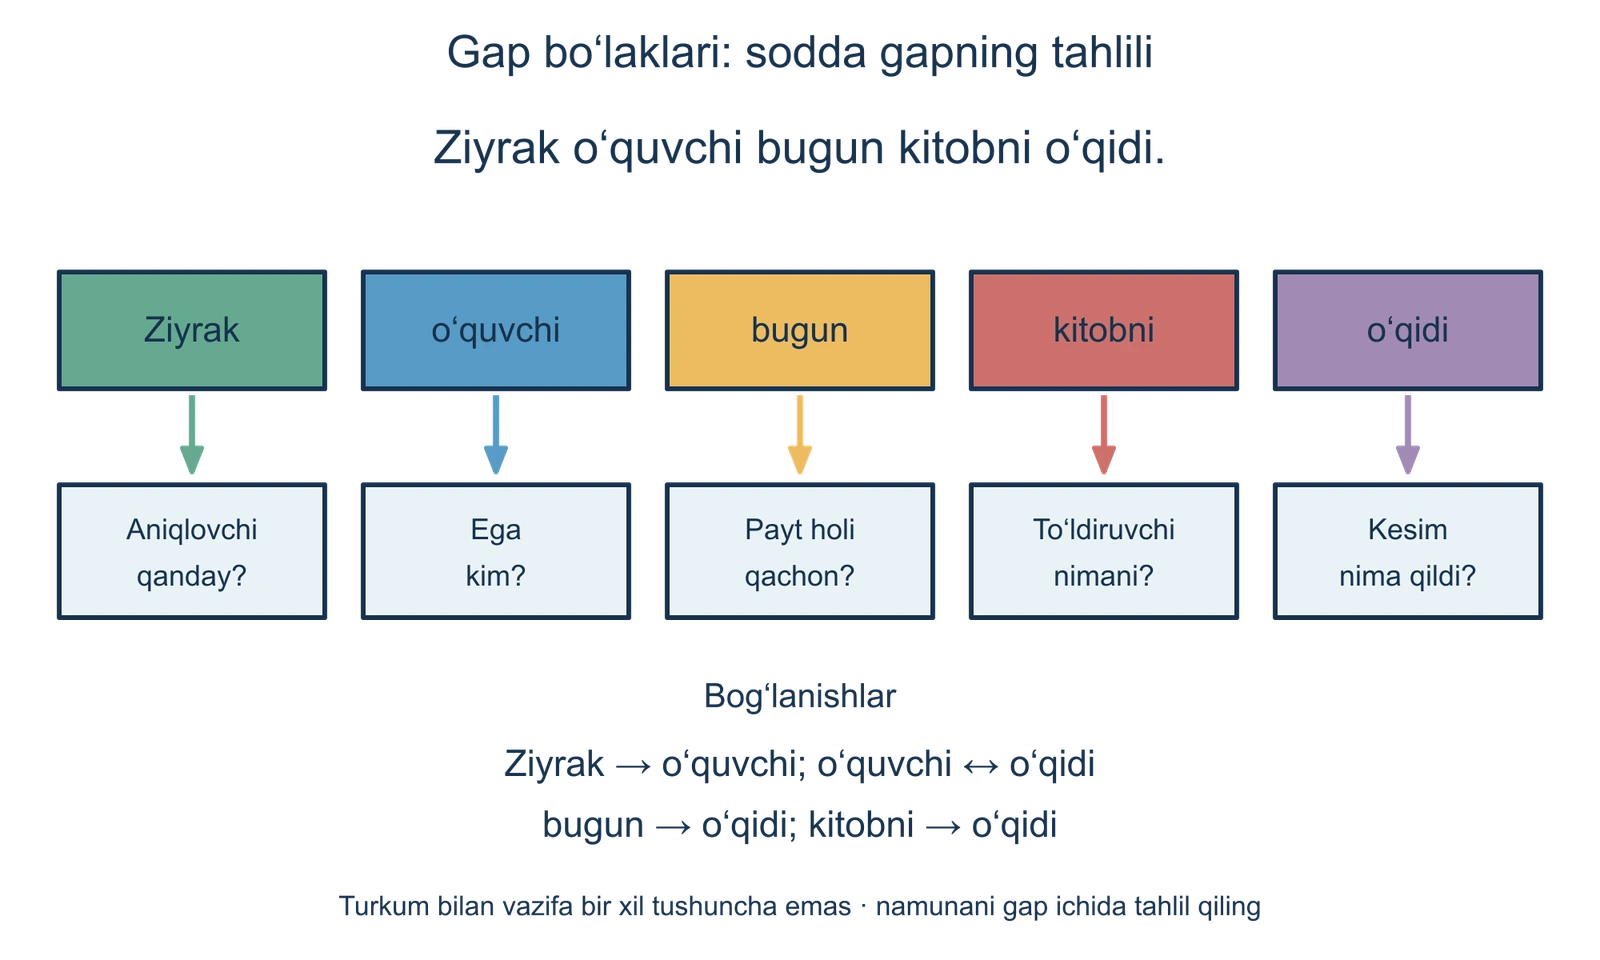 Gap bo‘laklari: sodda gapning tahlili
Ziyrak o‘quvchi bugun kitobni o‘qidi.
Ziyrak
o‘quvchi
bugun
kitobni
o‘qidi
Aniqlovchi
qanday?
Ega
kim?
Payt holi
qachon?
To‘ldiruvchi
nimani?
Kesim
nima qildi?
Bog‘lanishlar
Ziyrak → o‘quvchi; o‘quvchi ↔ o‘qidi
bugun → o‘qidi; kitobni → o‘qidi
Turkum bilan vazifa bir xil tushuncha emas · namunani gap ichida tahlil qiling